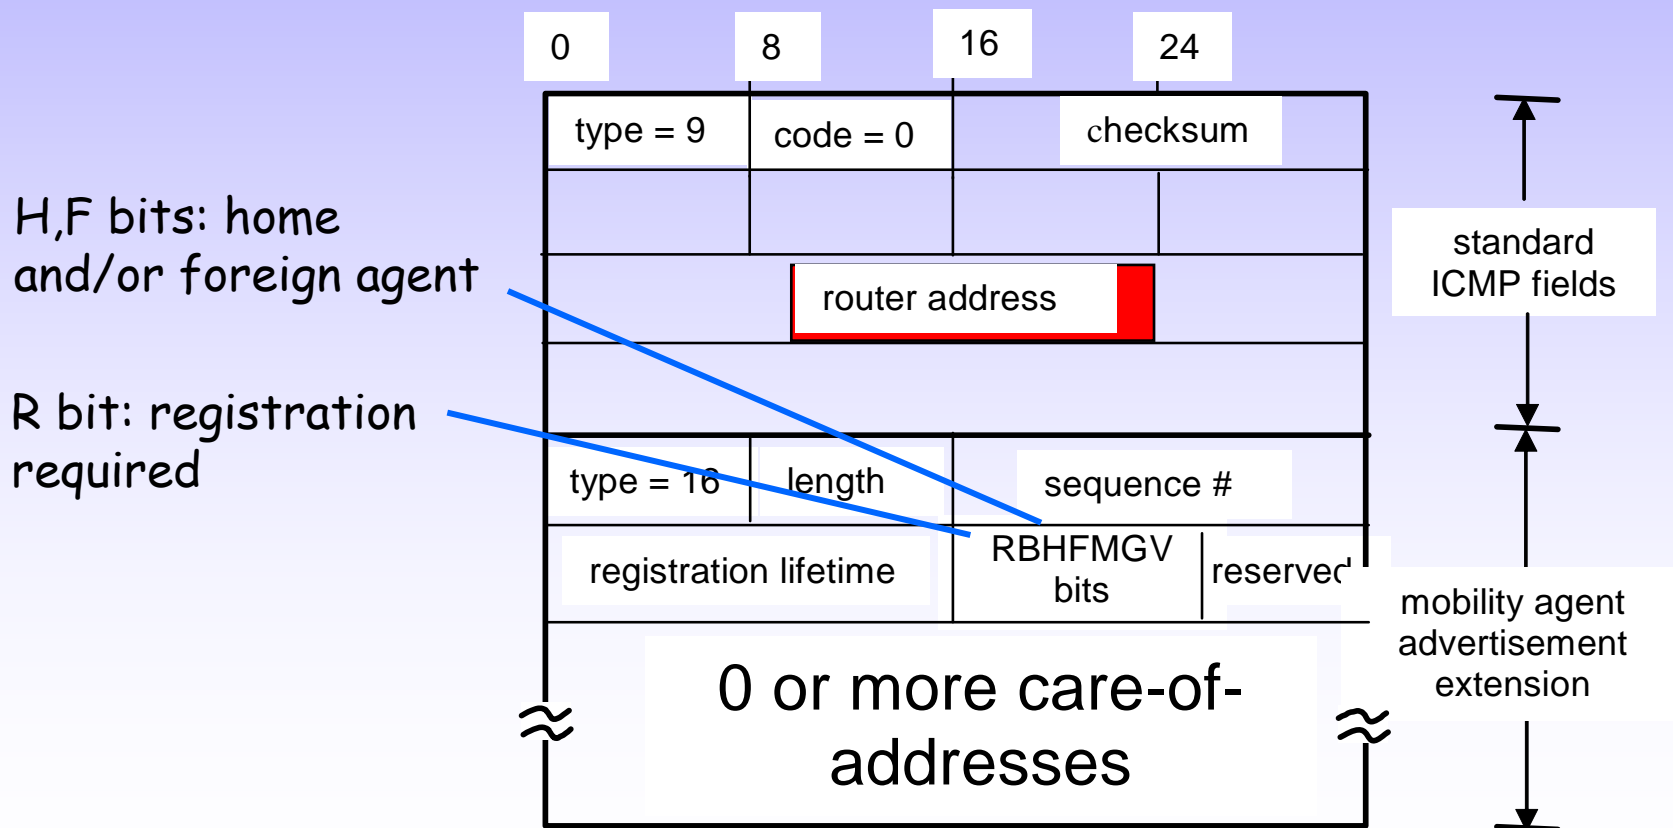 0 8 16 24
type = 9 code = 0 checksum
H,F bits: home
and/or foreign agent
standard
ICMP fields
router address
R bit: registration
required
type = 16 length sequence #
registration lifetime RBHFMGV
bits reserved
mobility agent
advertisement
extension
0 or more care-of-
addresses